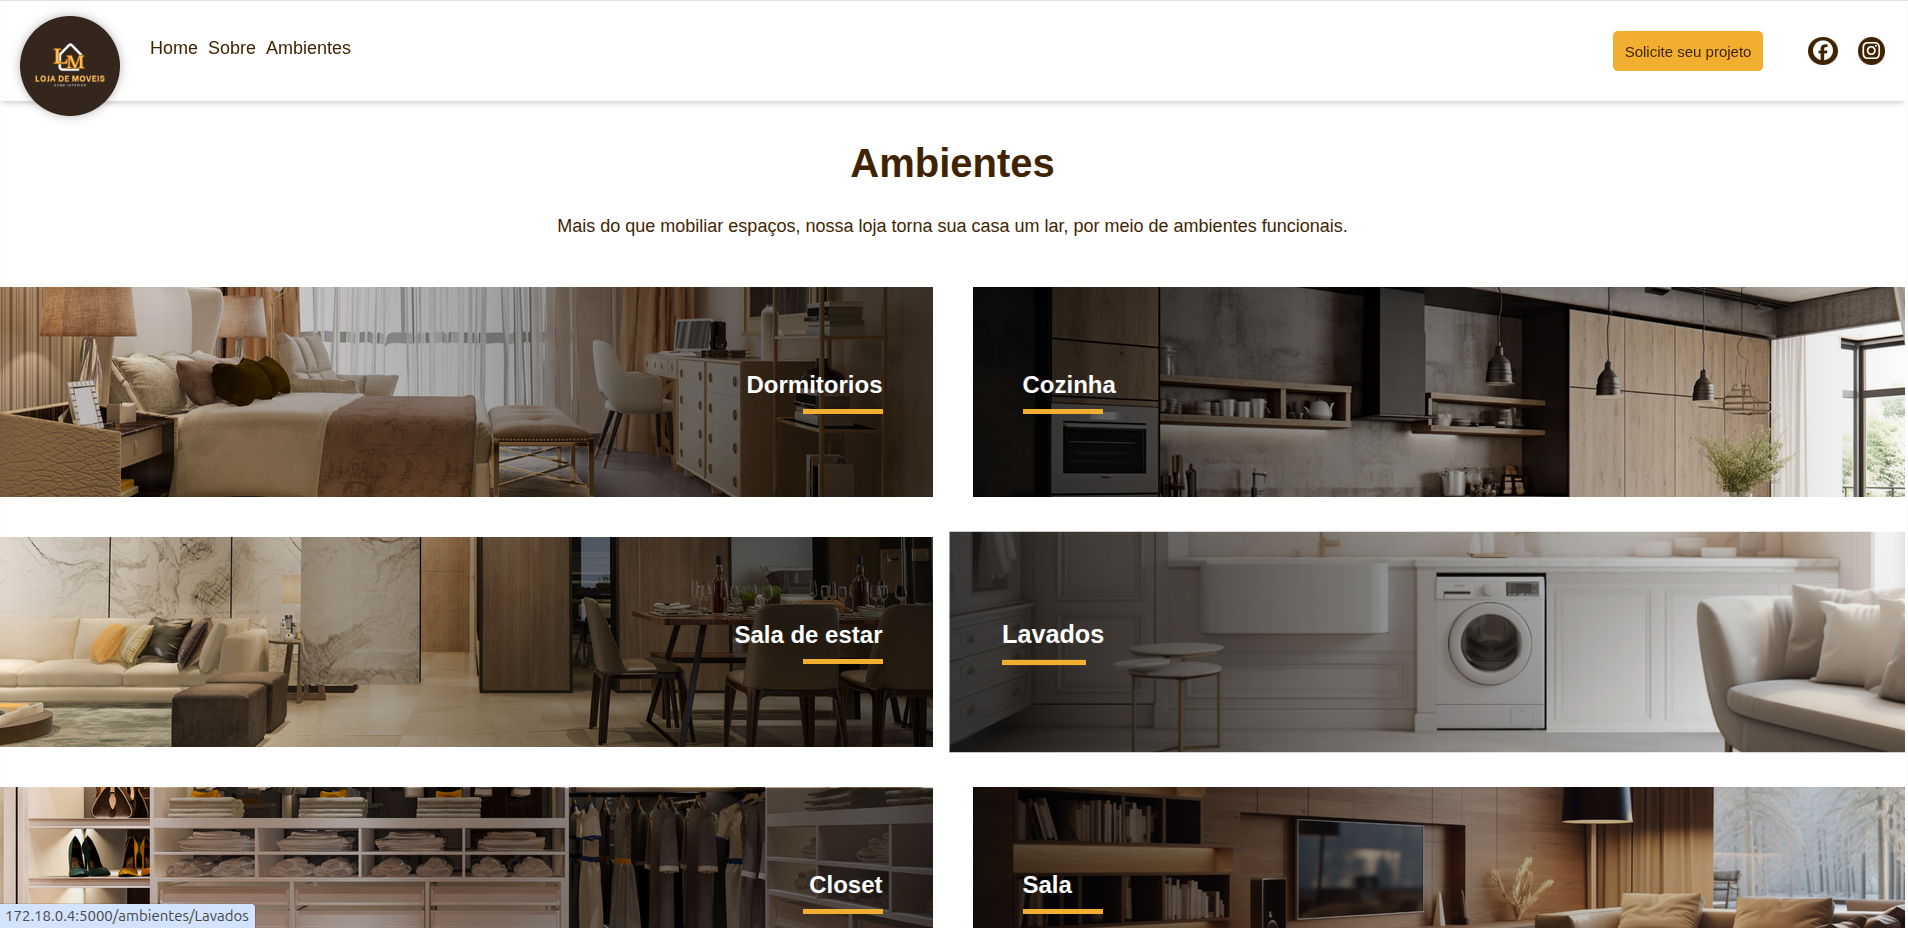 LM
LOJA DE MOVEIS
HOME INTERIOR
Home Sobre Ambientes
Solicite seu projeto
Ambientes
Mais do que mobiliar espaços, nossa loja torna sua casa um lar, por meio de ambientes funcionais.
Dormitorios
Cozinha
Sala de estar
Lavados
Closet
Sala
172.18.0.4:5000/ambientes/Lavados